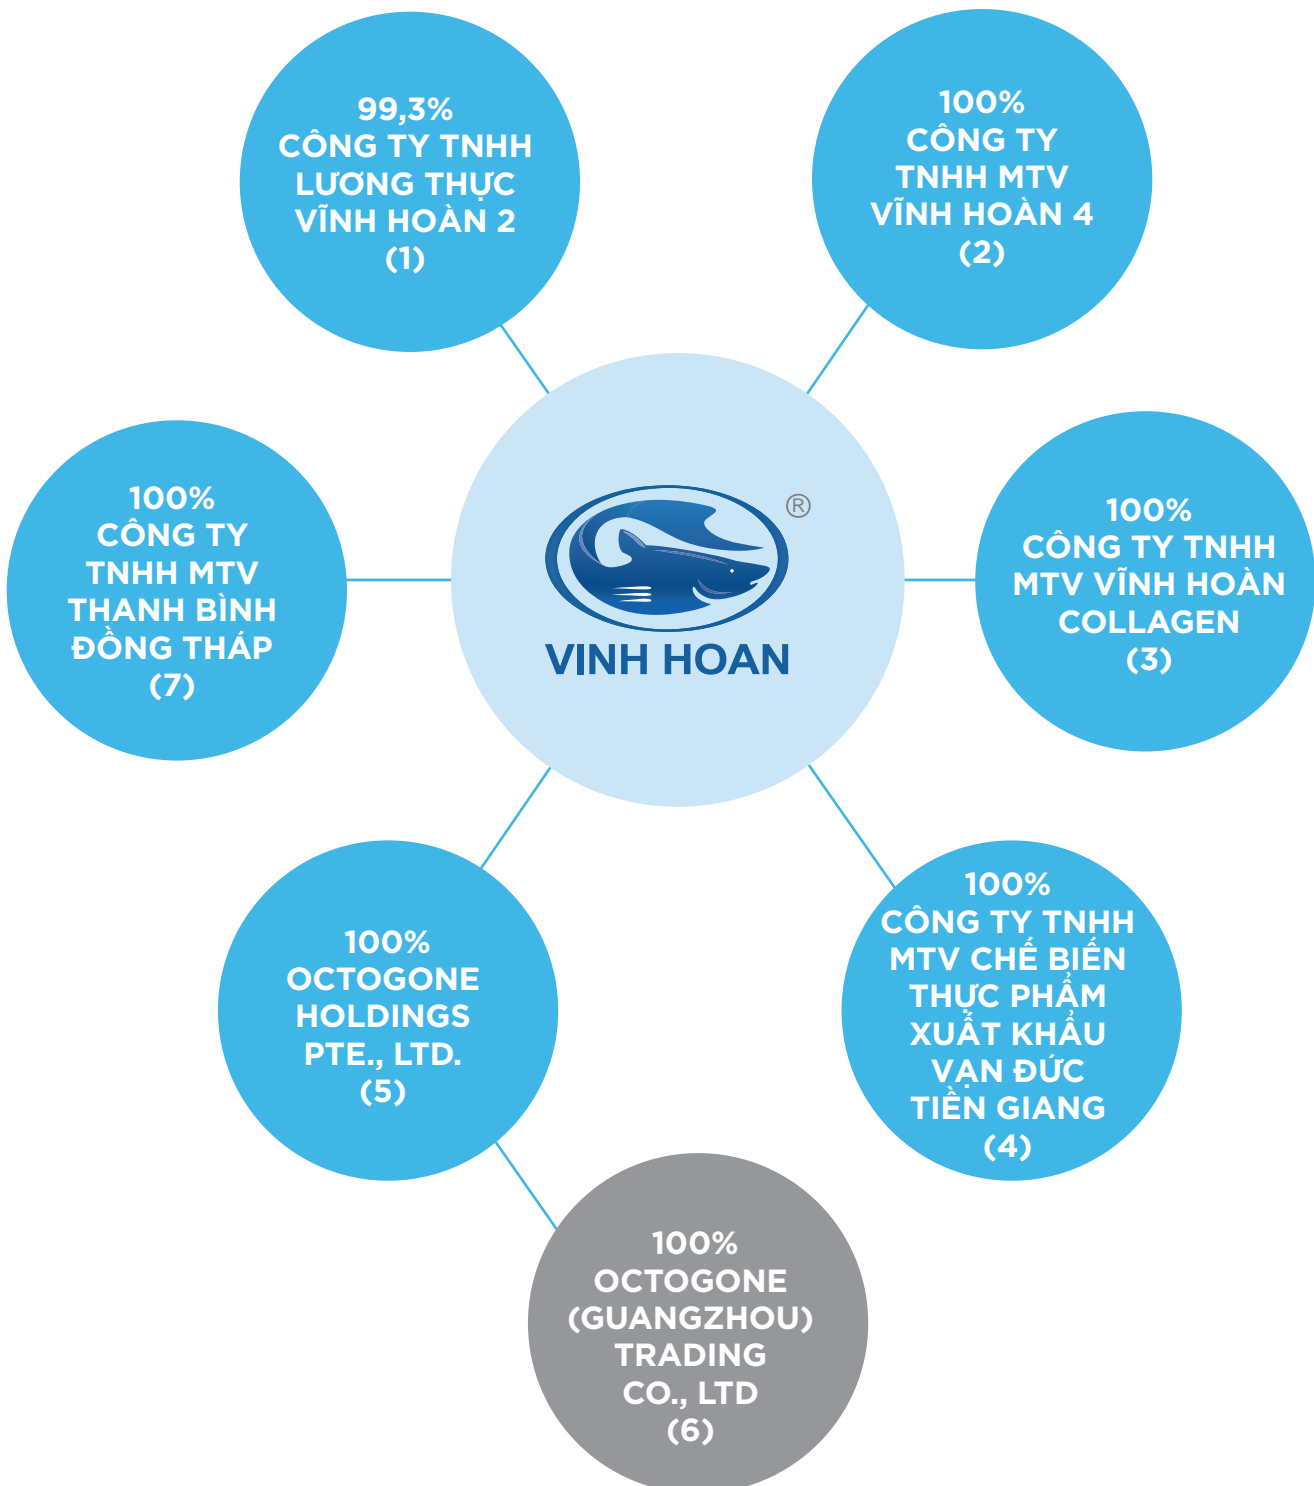 99,3%
CÔNG TY TNHH
LƯƠNG THỰC
VĨNH HOÀN 2
(1)
100%
CÔNG TY
TNHH MTV
VĨNH HOÀN 4
(2)
100%
CÔNG TY
TNHH MTV
THANH BÌNH
ĐỒNG THÁP
(7)
®
VINH HOAN
100%
CÔNG TY TNHH
MTV VĨNH HOÀN
COLLAGEN
(3)
100%
OCTOGONE
HOLDINGS
PTE., LTD.
(5)
100%
CÔNG TY TNHH
MTV CHẾ BIẾN
THỰC PHẨM
XUẤT KHẨU
VẠN ĐỨC
TIỀN GIANG
(4)
100%
OCTOGONE
(GUANGZHOU)
TRADING
CO., LTD
(6)